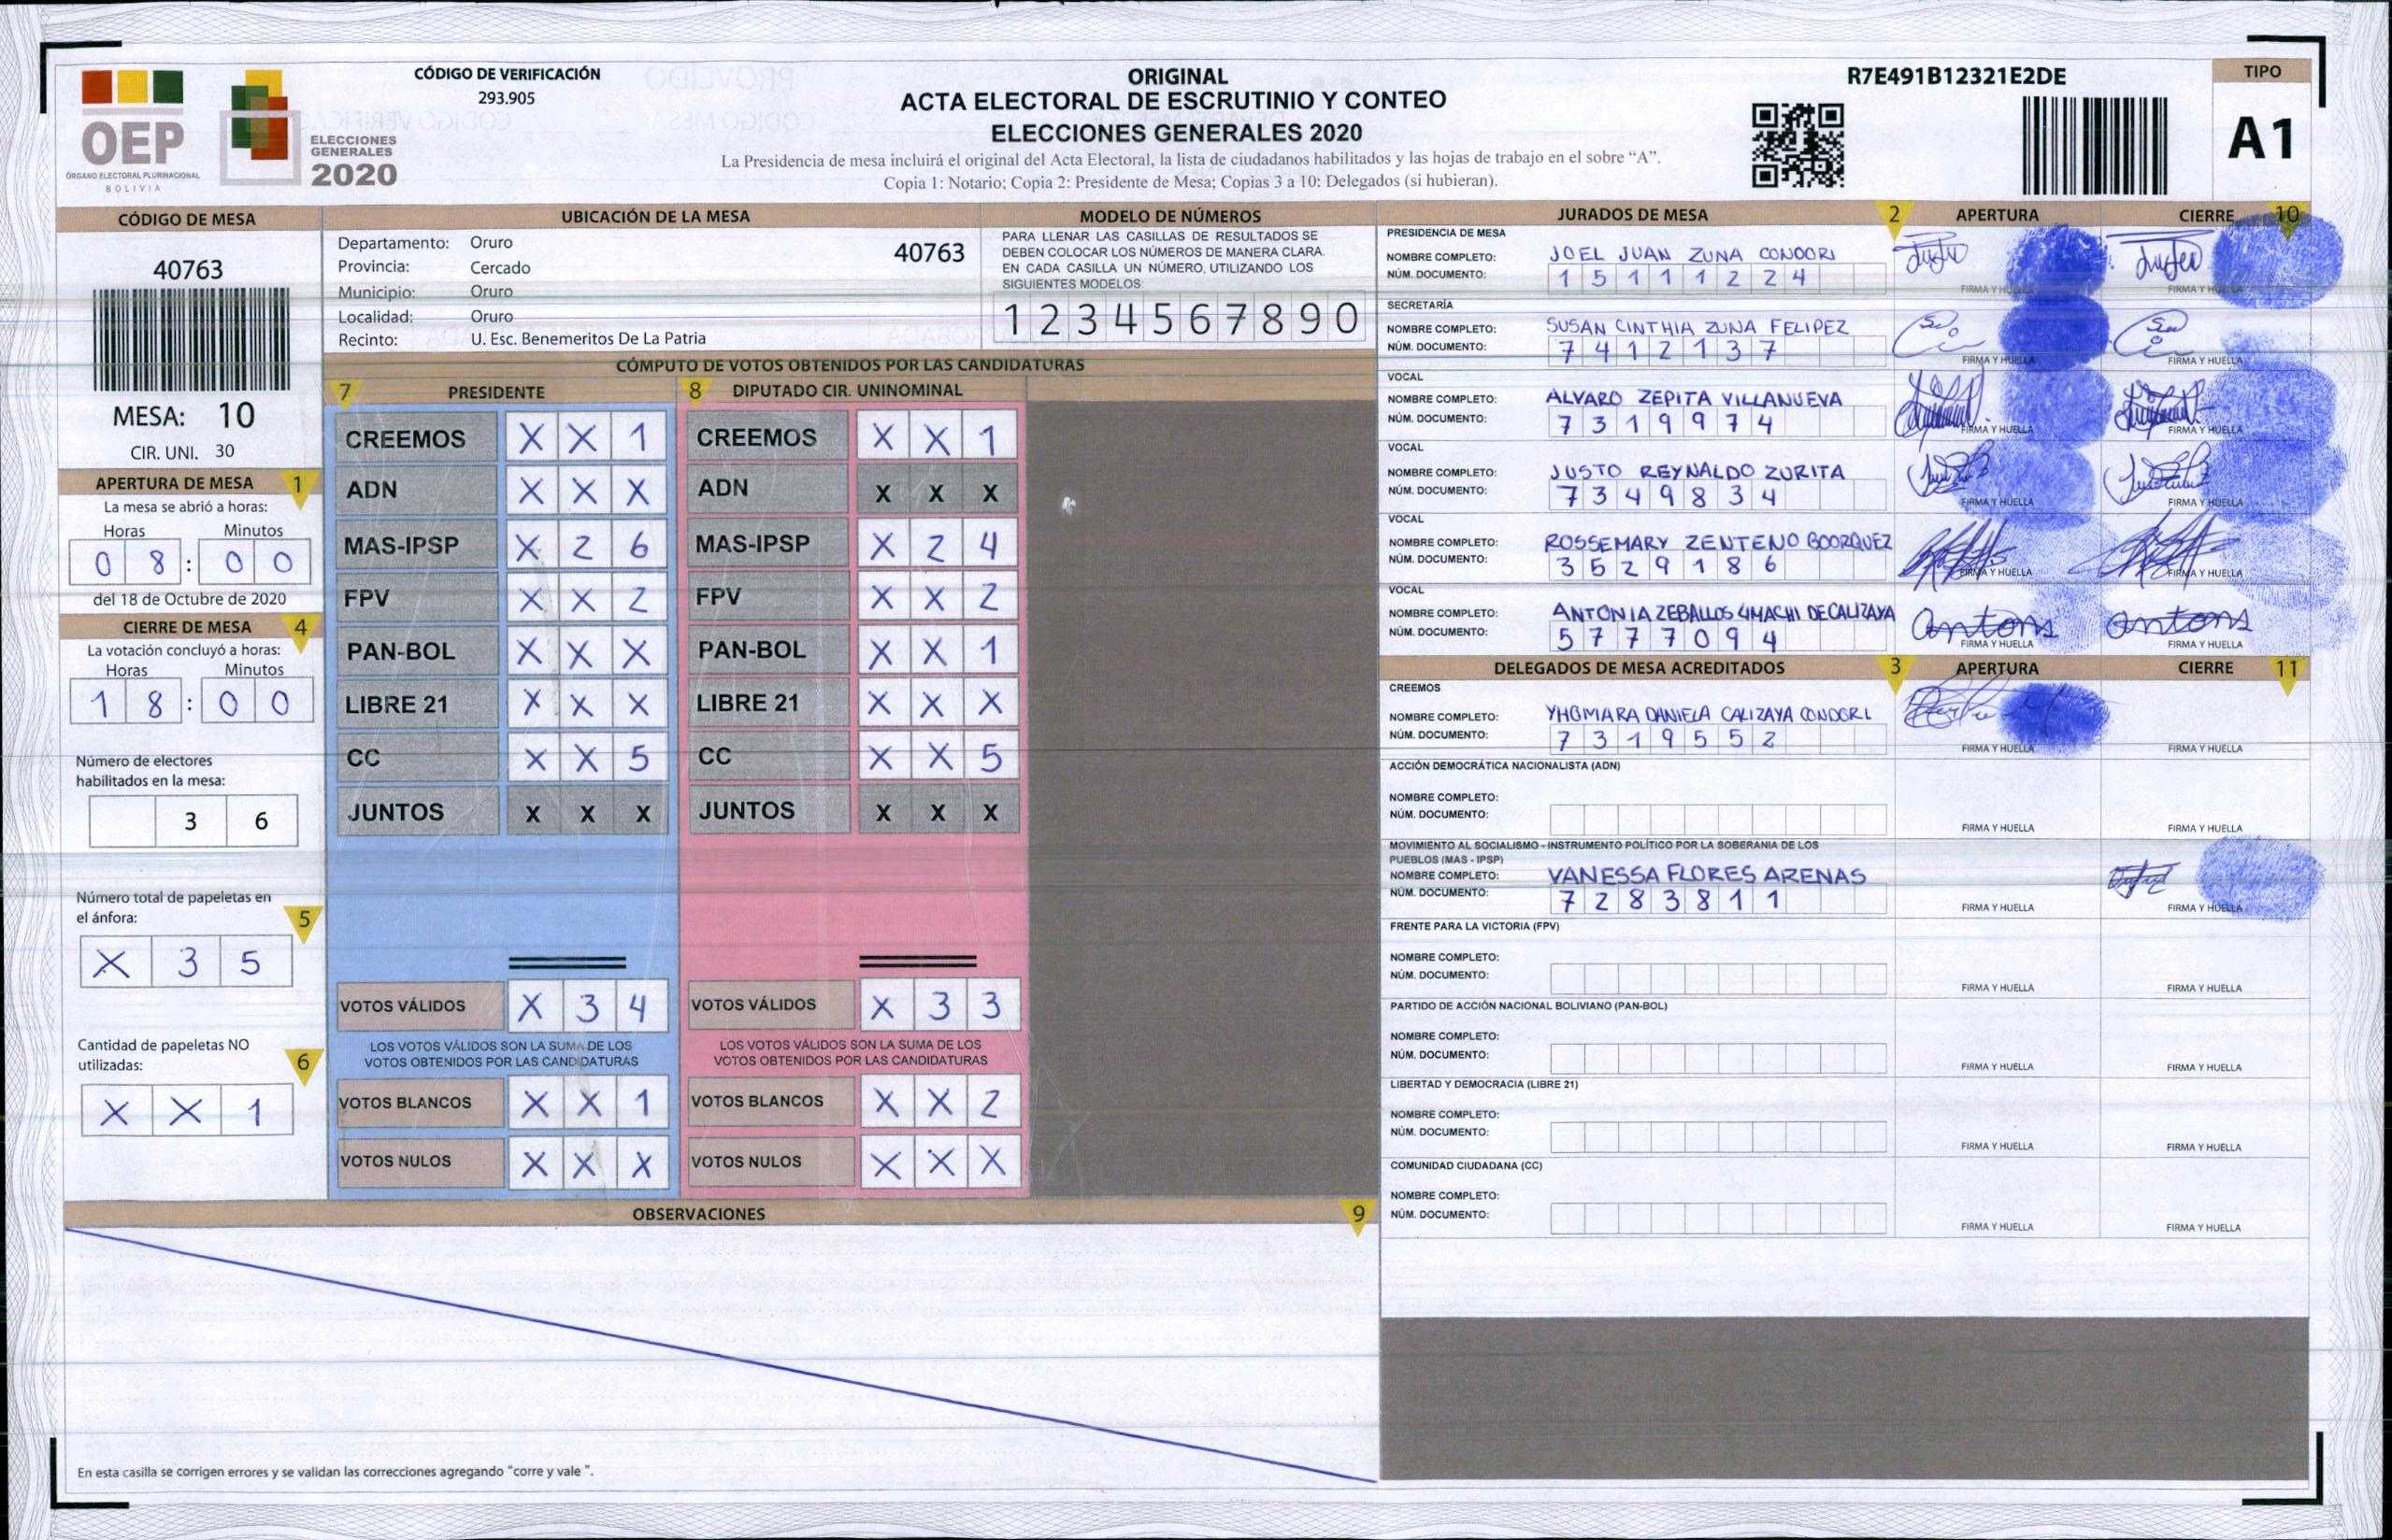 OEP
ÓRGANO ELECTORAL PLURINACIONAL
BOLIVIA
ELECCIONES
GENERALES
2020
CÓDIGO DE VERIFICACIÓN
293.905
ORIGINAL
ACTA ELECTORAL DE ESCRUTINIO Y CONTEO
ELECCIONES GENERALES 2020
La Presidencia de mesa incluirá el original del Acta Electoral, la lista de ciudadanos habilitados y las hojas de trabajo en el sobre “A”.
Copia 1: Notario; Copia 2: Presidente de Mesa; Copias 3 a 10: Delegados (si hubieran).
R7E491B12321E2DE
TIPO
A1
CÓDIGO DE MESA
40763
MESA: 10
CIR. UNI. 30
APERTURA DE MESA 1
La mesa se abrió a horas:
Horas Minutos
0 8 : 0 0
del 18 de Octubre de 2020
CIERRE DE MESA 4
La votación concluyó a horas:
Horas Minutos
1 8 : 0 0
Número de electores
habilitados en la mesa:
3 6
Número total de papeletas en
el ánfora: 5
X 3 5
Cantidad de papeletas NO
utilizadas: 6
X X 1
UBICACIÓN DE LA MESA
Departamento: Oruro
40763
Provincia: Cercado
Municipio: Oruro
Localidad: Oruro
Recinto: U. Esc. Benemeritos De La Patria
MODELO DE NÚMEROS
PARA LLENAR LAS CASILLAS DE RESULTADOS SE
DEBEN COLOCAR LOS NÚMEROS DE MANERA CLARA.
EN CADA CASILLA UN NÚMERO, UTILIZANDO LOS
SIGUIENTES MODELOS:
1 2 3 4 5 6 7 8 9 0
CÓMPUTO DE VOTOS OBTENIDOS POR LAS CANDIDATURAS
7 PRESIDENTE
CREEMOS X X 1
ADN X X X
MAS-IPSP X 2 6
FPV X X 2
PAN-BOL X X X
LIBRE 21 X X X
CC X X 5
JUNTOS X X X
VOTOS VÁLIDOS X 3 4
LOS VOTOS VÁLIDOS SON LA SUMA DE LOS
VOTOS OBTENIDOS POR LAS CANDIDATURAS
VOTOS BLANCOS X X 1
VOTOS NULOS X X X
8 DIPUTADO CIR. UNINOMINAL
CREEMOS X X 1
ADN X X X
MAS-IPSP X 2 4
FPV X X 2
PAN-BOL X X 1
LIBRE 21 X X X
CC X X 5
JUNTOS X X X
VOTOS VÁLIDOS X 3 3
LOS VOTOS VÁLIDOS SON LA SUMA DE LOS
VOTOS OBTENIDOS POR LAS CANDIDATURAS
VOTOS BLANCOS X X 2
VOTOS NULOS X X X
OBSERVACIONES 9
En esta casilla se corrigen errores y se validan las correcciones agregando “corre y vale ”.
JURADOS DE MESA 2 APERTURA CIERRE 10
PRESIDENCIA DE MESA
NOMBRE COMPLETO: JOEL JUAN ZUNA CONDORI
NÚM. DOCUMENTO: 1 5 1 1 1 2 2 4
FIRMA Y HUELLA FIRMA Y HUELLA
SECRETARÍA
NOMBRE COMPLETO: SUSAN CINTHIA ZUNA FELIPEZ
NÚM. DOCUMENTO: 7 4 1 2 1 3 7
FIRMA Y HUELLA FIRMA Y HUELLA
VOCAL
NOMBRE COMPLETO: ALVARO ZEPITA VILLANUEVA
NÚM. DOCUMENTO: 7 3 1 9 9 7 4
FIRMA Y HUELLA FIRMA Y HUELLA
VOCAL
NOMBRE COMPLETO: JUSTO REYNALDO ZURITA
NÚM. DOCUMENTO: 7 3 4 9 8 3 4
FIRMA Y HUELLA FIRMA Y HUELLA
VOCAL
NOMBRE COMPLETO: ROSSEMARY ZENTENO BOORQUEZ
NÚM. DOCUMENTO: 3 5 2 9 1 8 6
FIRMA Y HUELLA FIRMA Y HUELLA
VOCAL
NOMBRE COMPLETO: ANTONIA ZEBALLOS LIMACHI DE CALIZAYA
NÚM. DOCUMENTO: 5 7 7 7 0 9 4
antons antons
FIRMA Y HUELLA FIRMA Y HUELLA
DELEGADOS DE MESA ACREDITADOS 3 APERTURA CIERRE 11
CREEMOS
NOMBRE COMPLETO: YHOMARA DANIELA CALIZAYA CONDORI
NÚM. DOCUMENTO: 7 3 1 9 5 5 2
FIRMA Y HUELLA FIRMA Y HUELLA
ACCIÓN DEMOCRÁTICA NACIONALISTA (ADN)
NOMBRE COMPLETO:
NÚM. DOCUMENTO:
FIRMA Y HUELLA FIRMA Y HUELLA
MOVIMIENTO AL SOCIALISMO - INSTRUMENTO POLÍTICO POR LA SOBERANIA DE LOS
PUEBLOS (MAS - IPSP)
NOMBRE COMPLETO: VANESSA FLORES ARENAS
NÚM. DOCUMENTO: 7 2 8 3 8 1 1
FIRMA Y HUELLA FIRMA Y HUELLA
FRENTE PARA LA VICTORIA (FPV)
NOMBRE COMPLETO:
NÚM. DOCUMENTO:
FIRMA Y HUELLA FIRMA Y HUELLA
PARTIDO DE ACCIÓN NACIONAL BOLIVIANO (PAN-BOL)
NOMBRE COMPLETO:
NÚM. DOCUMENTO:
FIRMA Y HUELLA FIRMA Y HUELLA
LIBERTAD Y DEMOCRACIA (LIBRE 21)
NOMBRE COMPLETO:
NÚM. DOCUMENTO:
FIRMA Y HUELLA FIRMA Y HUELLA
COMUNIDAD CIUDADANA (CC)
NOMBRE COMPLETO:
NÚM. DOCUMENTO:
FIRMA Y HUELLA FIRMA Y HUELLA